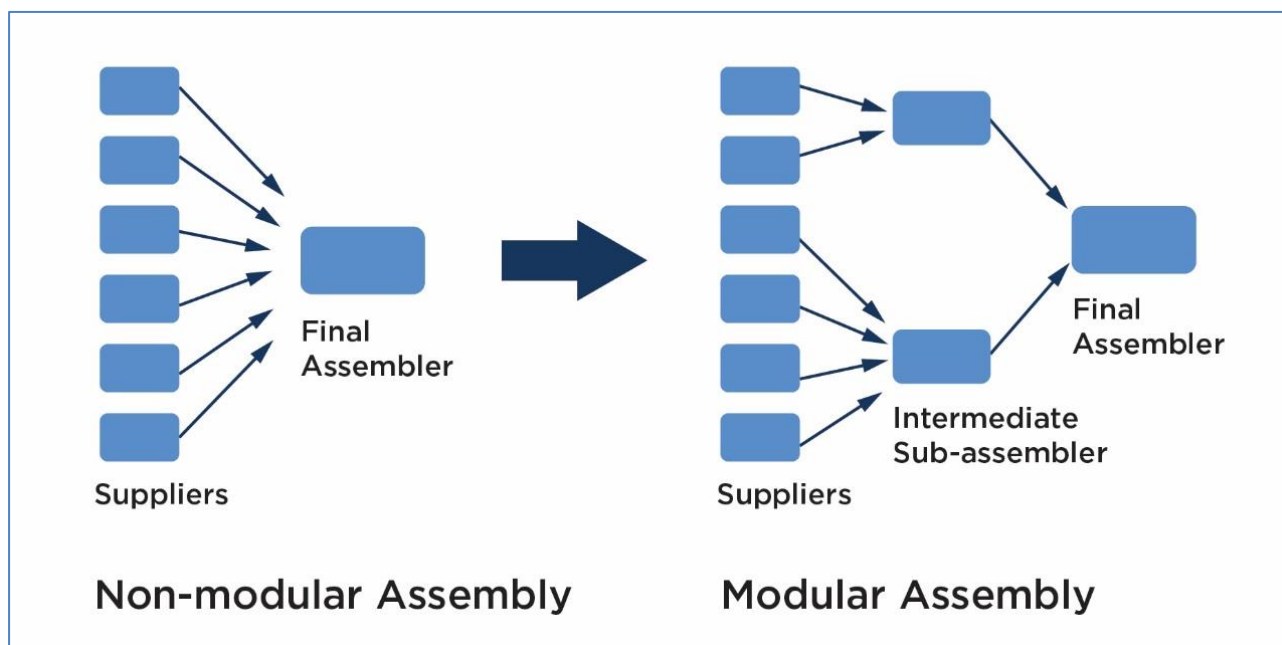 Final
Assembler
Suppliers
Non-modular Assembly
Final
Assembler
Intermediate
Sub-assembler
Suppliers
Modular Assembly